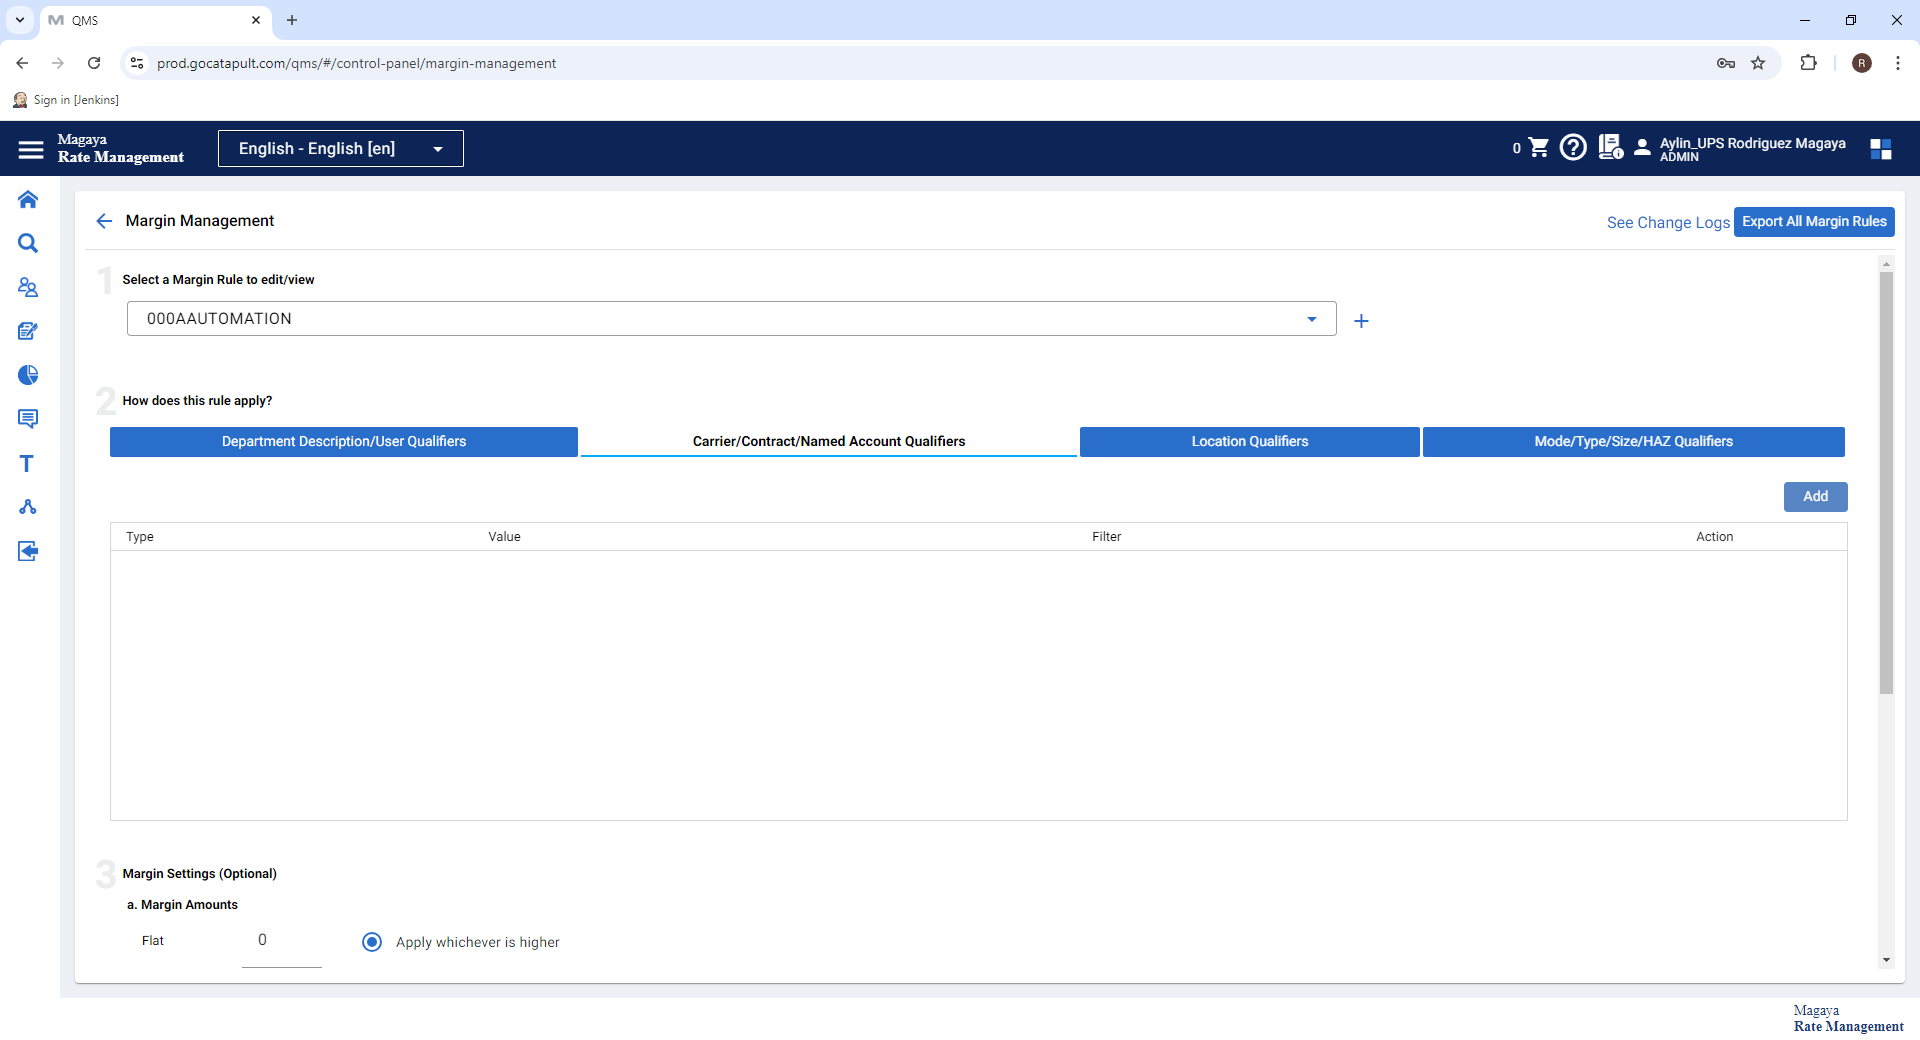 QMS
prod.gocatapult.com/qms/#/control-panel/margin-management
R
Sign in [Jenkins]
Magaya
Rate Management
English - English [en]
0
Aylin_UPS Rodriguez Magaya
ADMIN
Margin Management
See Change Logs
Export All Margin Rules
1 Select a Margin Rule to edit/view
000AAUTOMATION
2 How does this rule apply?
Department Description/User Qualifiers
Carrier/Contract/Named Account Qualifiers
Location Qualifiers
Mode/Type/Size/HAZ Qualifiers
Add
Type Value Filter Action
3 Margin Settings (Optional)
a. Margin Amounts
Flat 0 Apply whichever is higher
Magaya
Rate Management